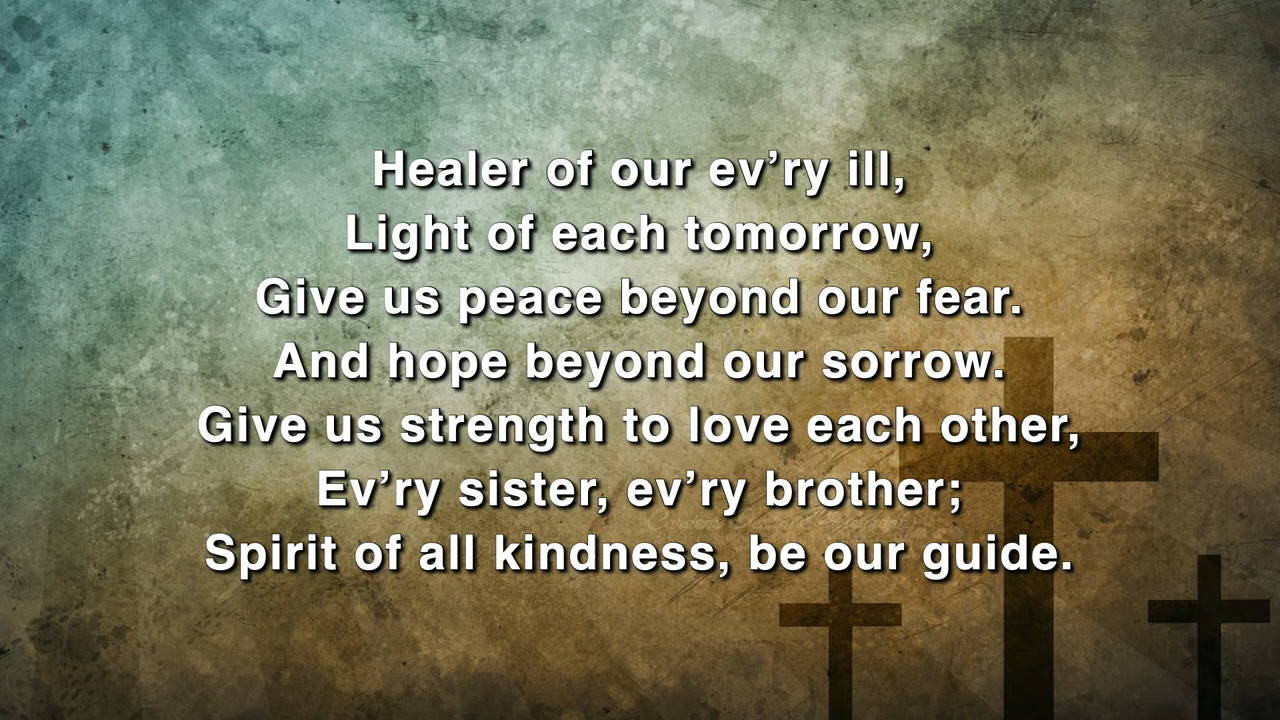 Healer of our ev’ry ill,
Light of each tomorrow,
Give us peace beyond our fear.
And hope beyond our sorrow.
Give us strength to love each other,
Ev’ry sister, ev’ry brother;
Spirit of all kindness, be our guide.